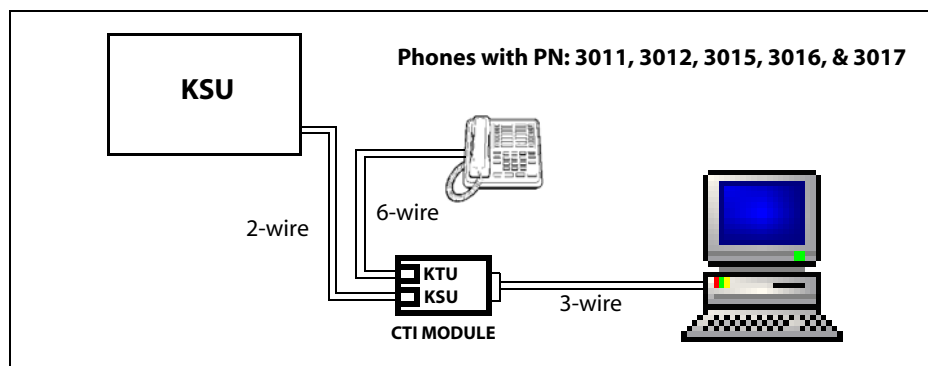 Phones with PN: 3011, 3012, 3015, 3016, & 3017
KSU
6-wire
2-wire
KTU
KSU
3-wire
CTI MODULE